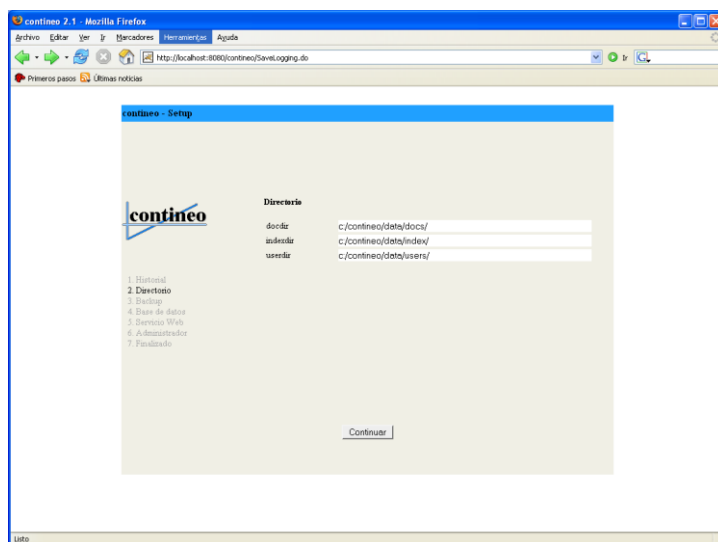 contineo 2.1 - Mozilla Firefox
Archivo Editar Ver Ir Marcadores Herramientas Ayuda
http://localhost:8080/contineo/SaveLogging.do
Ir
Primeros pasos Últimas noticias
contineo - Setup
contineo
Directorio
docdir c:/contineo/data/docs/
indexdir c:/contineo/data/index/
userdir c:/contineo/data/users/
1. Historial
2. Directorio
3. Backup
4. Base de datos
5. Servicio Web
6. Administrador
7. Finalizado
Continuar
Listo